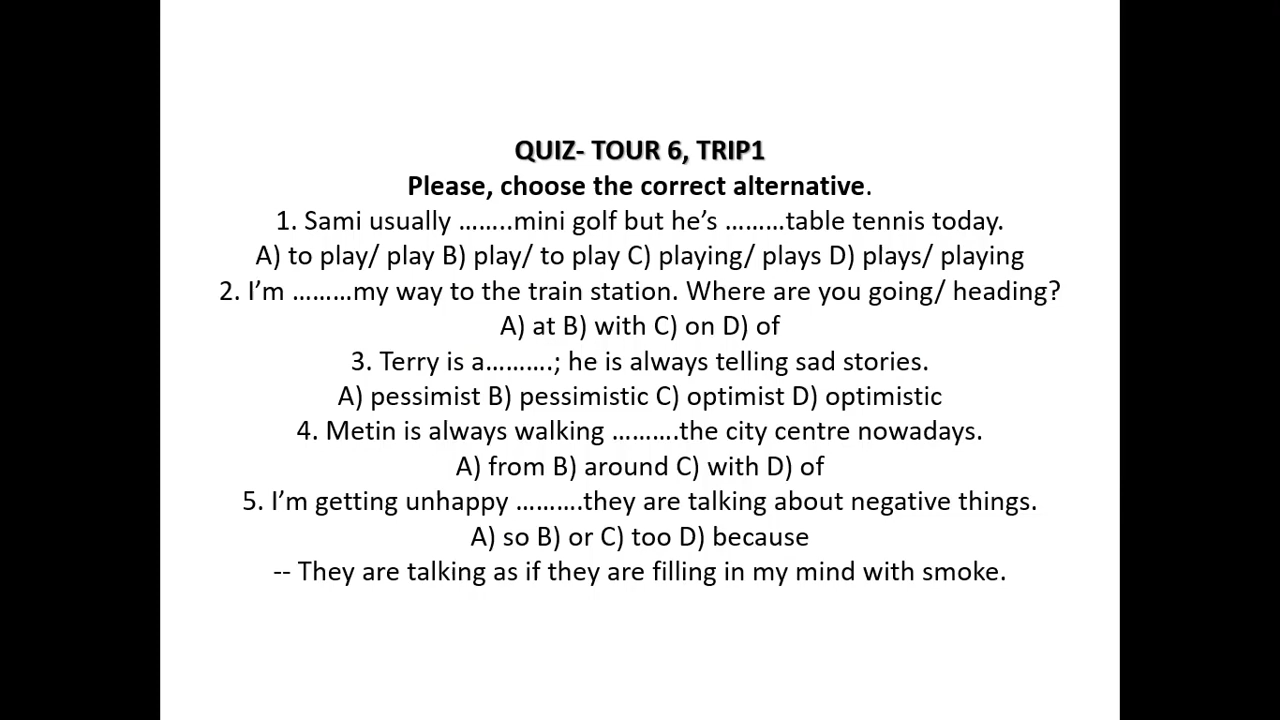 QUIZ- TOUR 6, TRIP1
Please, choose the correct alternative.
1. Sami usually ……..mini golf but he’s ………table tennis today.
A) to play/ play B) play/ to play C) playing/ plays D) plays/ playing
2. I’m ………my way to the train station. Where are you going/ heading?
A) at B) with C) on D) of
3. Terry is a……….; he is always telling sad stories.
A) pessimist B) pessimistic C) optimist D) optimistic
4. Metin is always walking ……….the city centre nowadays.
A) from B) around C) with D) of
5. I’m getting unhappy ……….they are talking about negative things.
A) so B) or C) too D) because
-- They are talking as if they are filling in my mind with smoke.